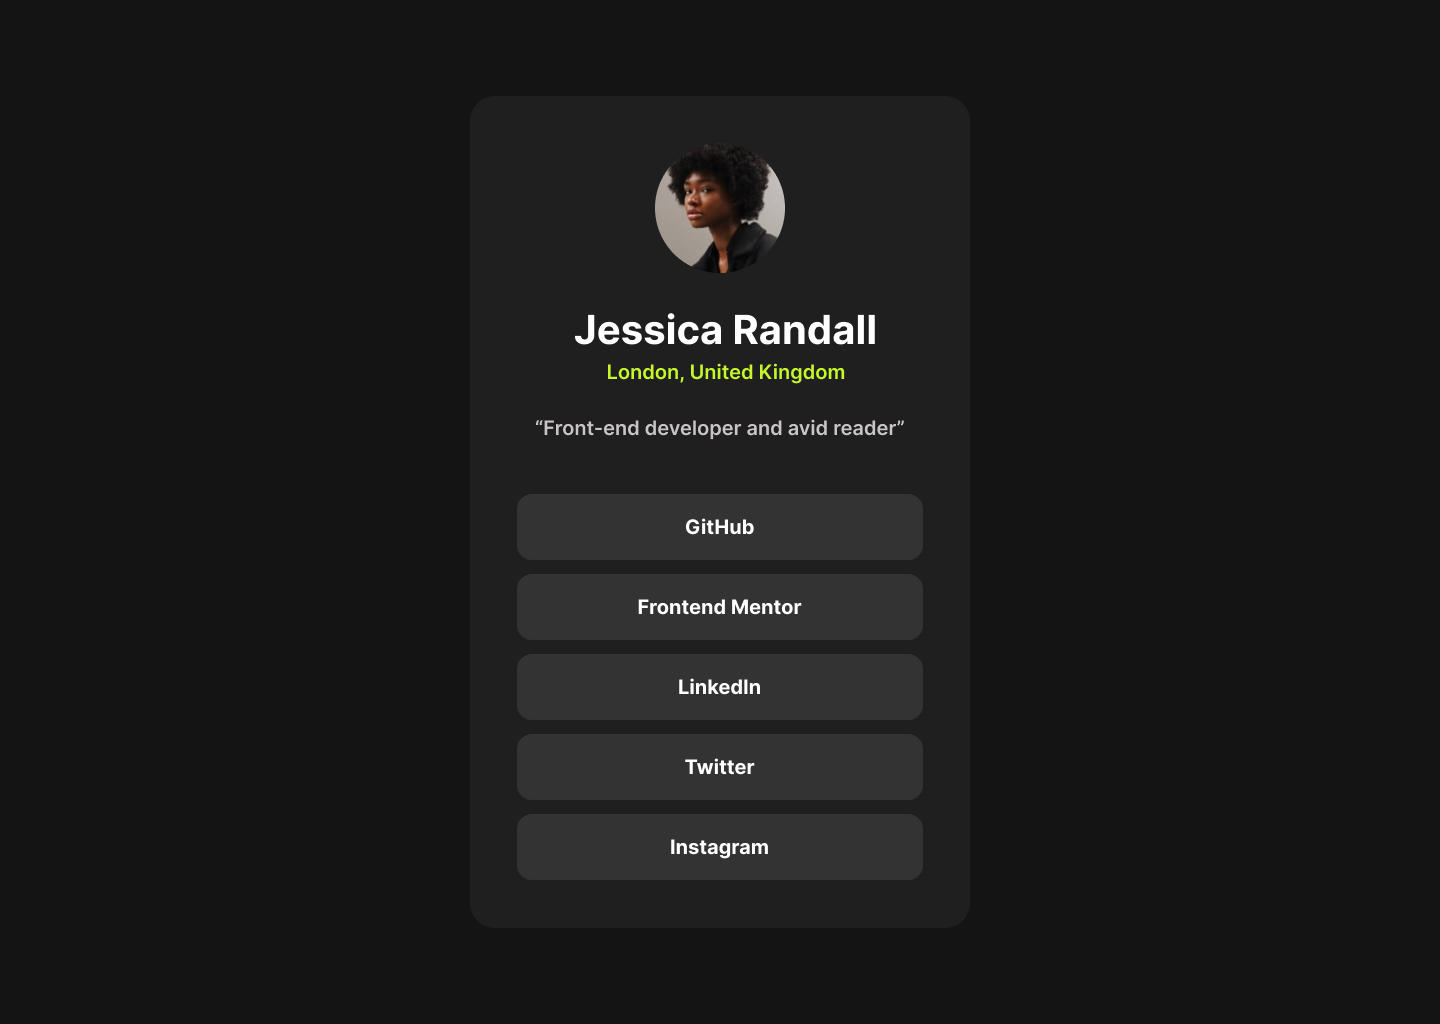 Jessica Randall
London, United Kingdom
“Front-end developer and avid reader”
GitHub
Frontend Mentor
LinkedIn
Twitter
Instagram